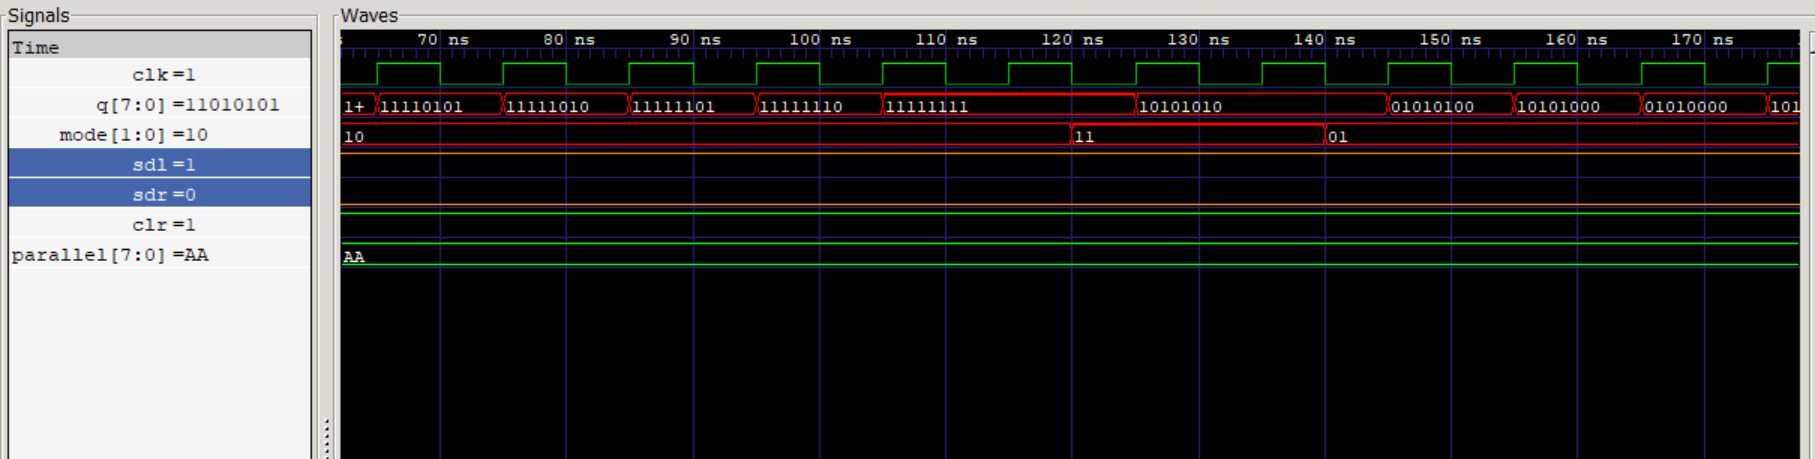 Signals
Waves
Time
70 ns 80 ns 90 ns 100 ns 110 ns 120 ns 130 ns 140 ns 150 ns 160 ns 170 ns
clk=1
q[7:0]=11010101
1+ 11110101 11111010 11111101 11111110 11111111 10101010 01010100 10101000 01010000 101
mode[1:0]=10
10 11 01
sdl=1
sdr=0
clr=1
parallel[7:0]=AA
AA